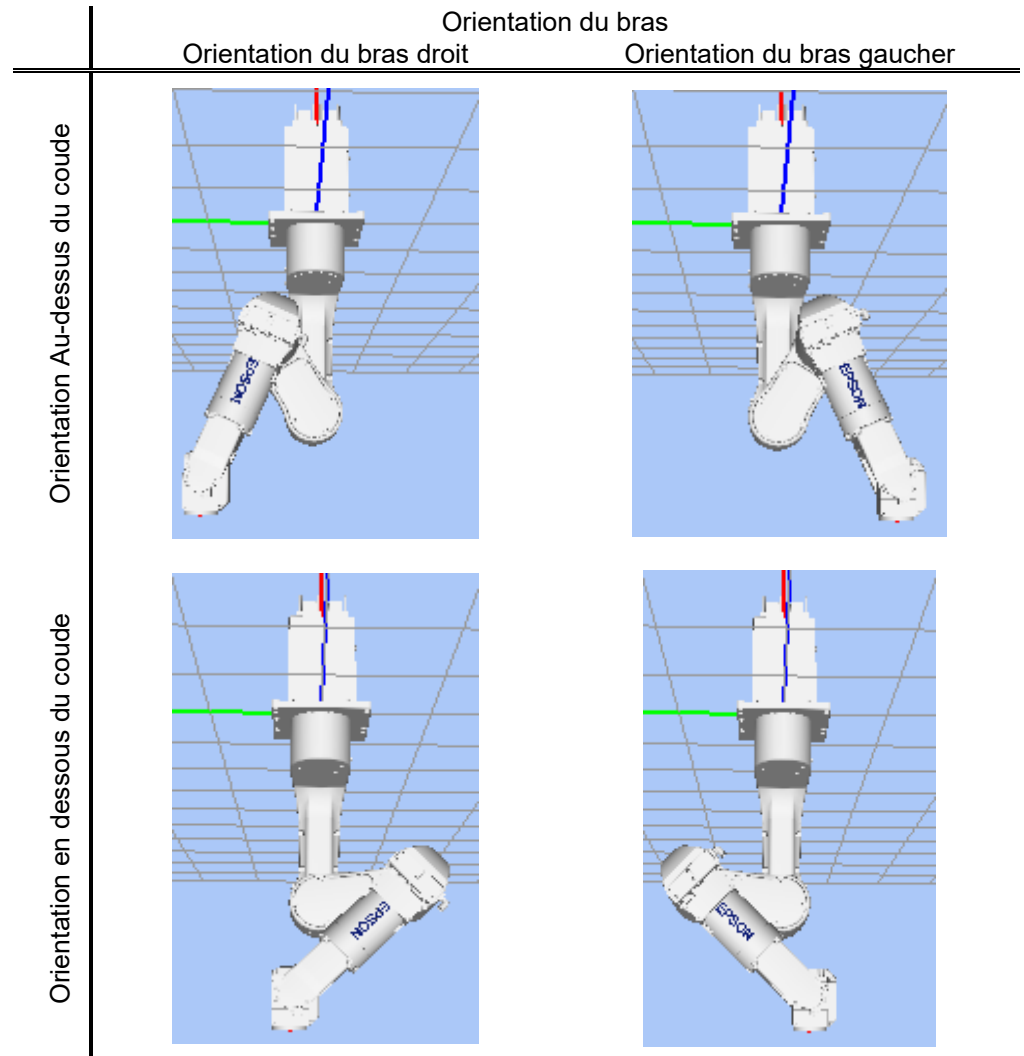 Orientation du bras
Orientation du bras droit
Orientation du bras gaucher
Orientation Au-dessus du coude
EPSON
EPSON
Orientation en dessous du coude
EPSON
EPSON